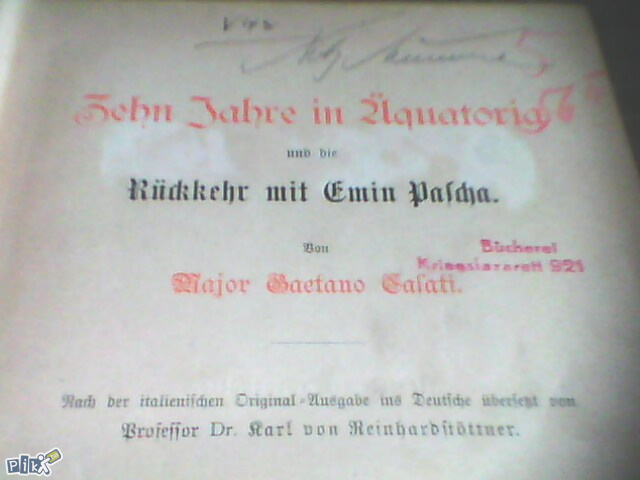 Zehn Jahre in Äquatoria
und die
Rückkehr mit Emin Pascha.
Von
Major Gaetano Casati.
Bücherei
Kriegslazarett 921
Nach der italienischen Original-Ausgabe ins Deutsche übersetzt von
Professor Dr. Karl von Reinhardstöttner.